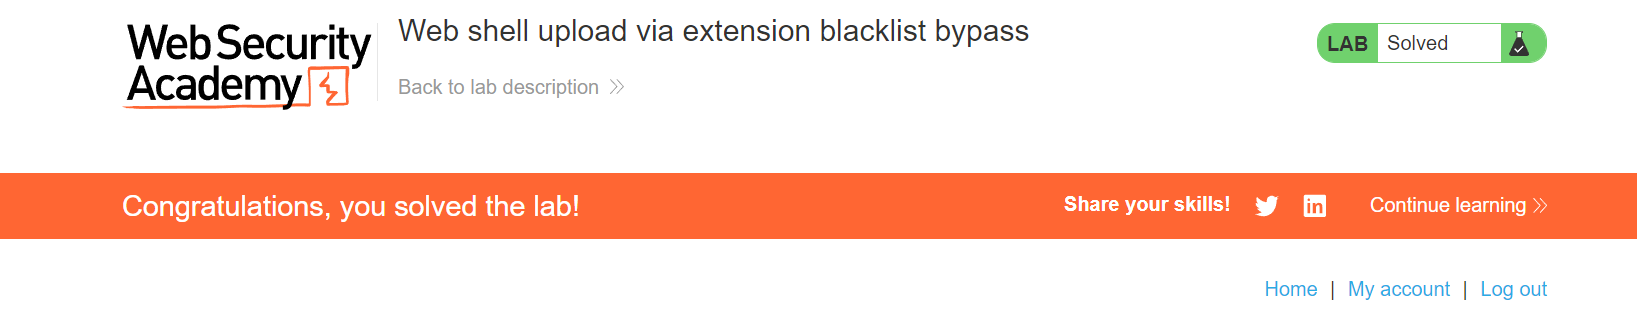 Web Security
Academy
Web shell upload via extension blacklist bypass
Back to lab description
LAB Solved
Congratulations, you solved the lab!
Share your skills!
Continue learning
Home | My account | Log out